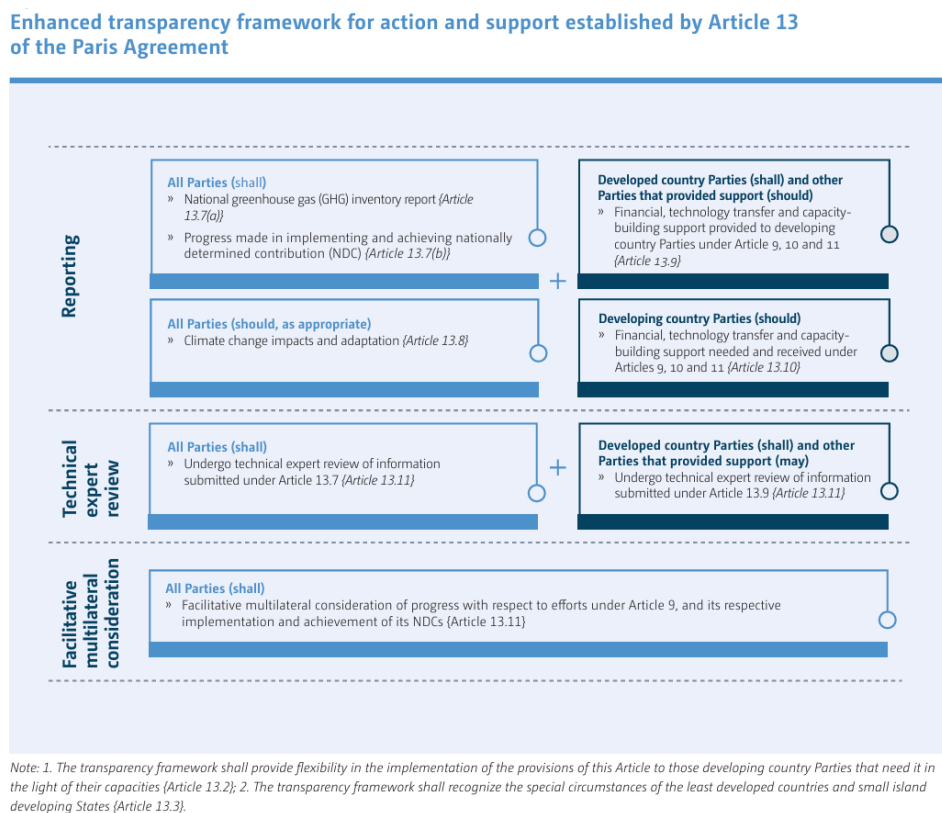 Enhanced transparency framework for action and support established by Article 13
of the Paris Agreement
Reporting
All Parties (shall)
» National greenhouse gas (GHG) inventory report {Article
13.7(a)}
» Progress made in implementing and achieving nationally
determined contribution (NDC) {Article 13.7(b)}
+
Developed country Parties (shall) and other
Parties that provided support (should)
» Financial, technology transfer and capacity-
building support provided to developing
country Parties under Article 9, 10 and 11
{Article 13.9}
All Parties (should, as appropriate)
» Climate change impacts and adaptation {Article 13.8}
Developing country Parties (should)
» Financial, technology transfer and capacity-
building support needed and received under
Articles 9, 10 and 11 {Article 13.10}
Technical
expert
review
All Parties (shall)
» Undergo technical expert review of information
submitted under Article 13.7 {Article 13.11}
+
Developed country Parties (shall) and other
Parties that provided support (may)
» Undergo technical expert review of information
submitted under Article 13.9 {Article 13.11}
Facilitative
multilateral
consideration
All Parties (shall)
» Facilitative multilateral consideration of progress with respect to efforts under Article 9, and its respective
implementation and achievement of its NDCs {Article 13.11}
Note: 1. The transparency framework shall provide flexibility in the implementation of the provisions of this Article to those developing country Parties that need it in
the light of their capacities {Article 13.2}; 2. The transparency framework shall recognize the special circumstances of the least developed countries and small island
developing States {Article 13.3}.